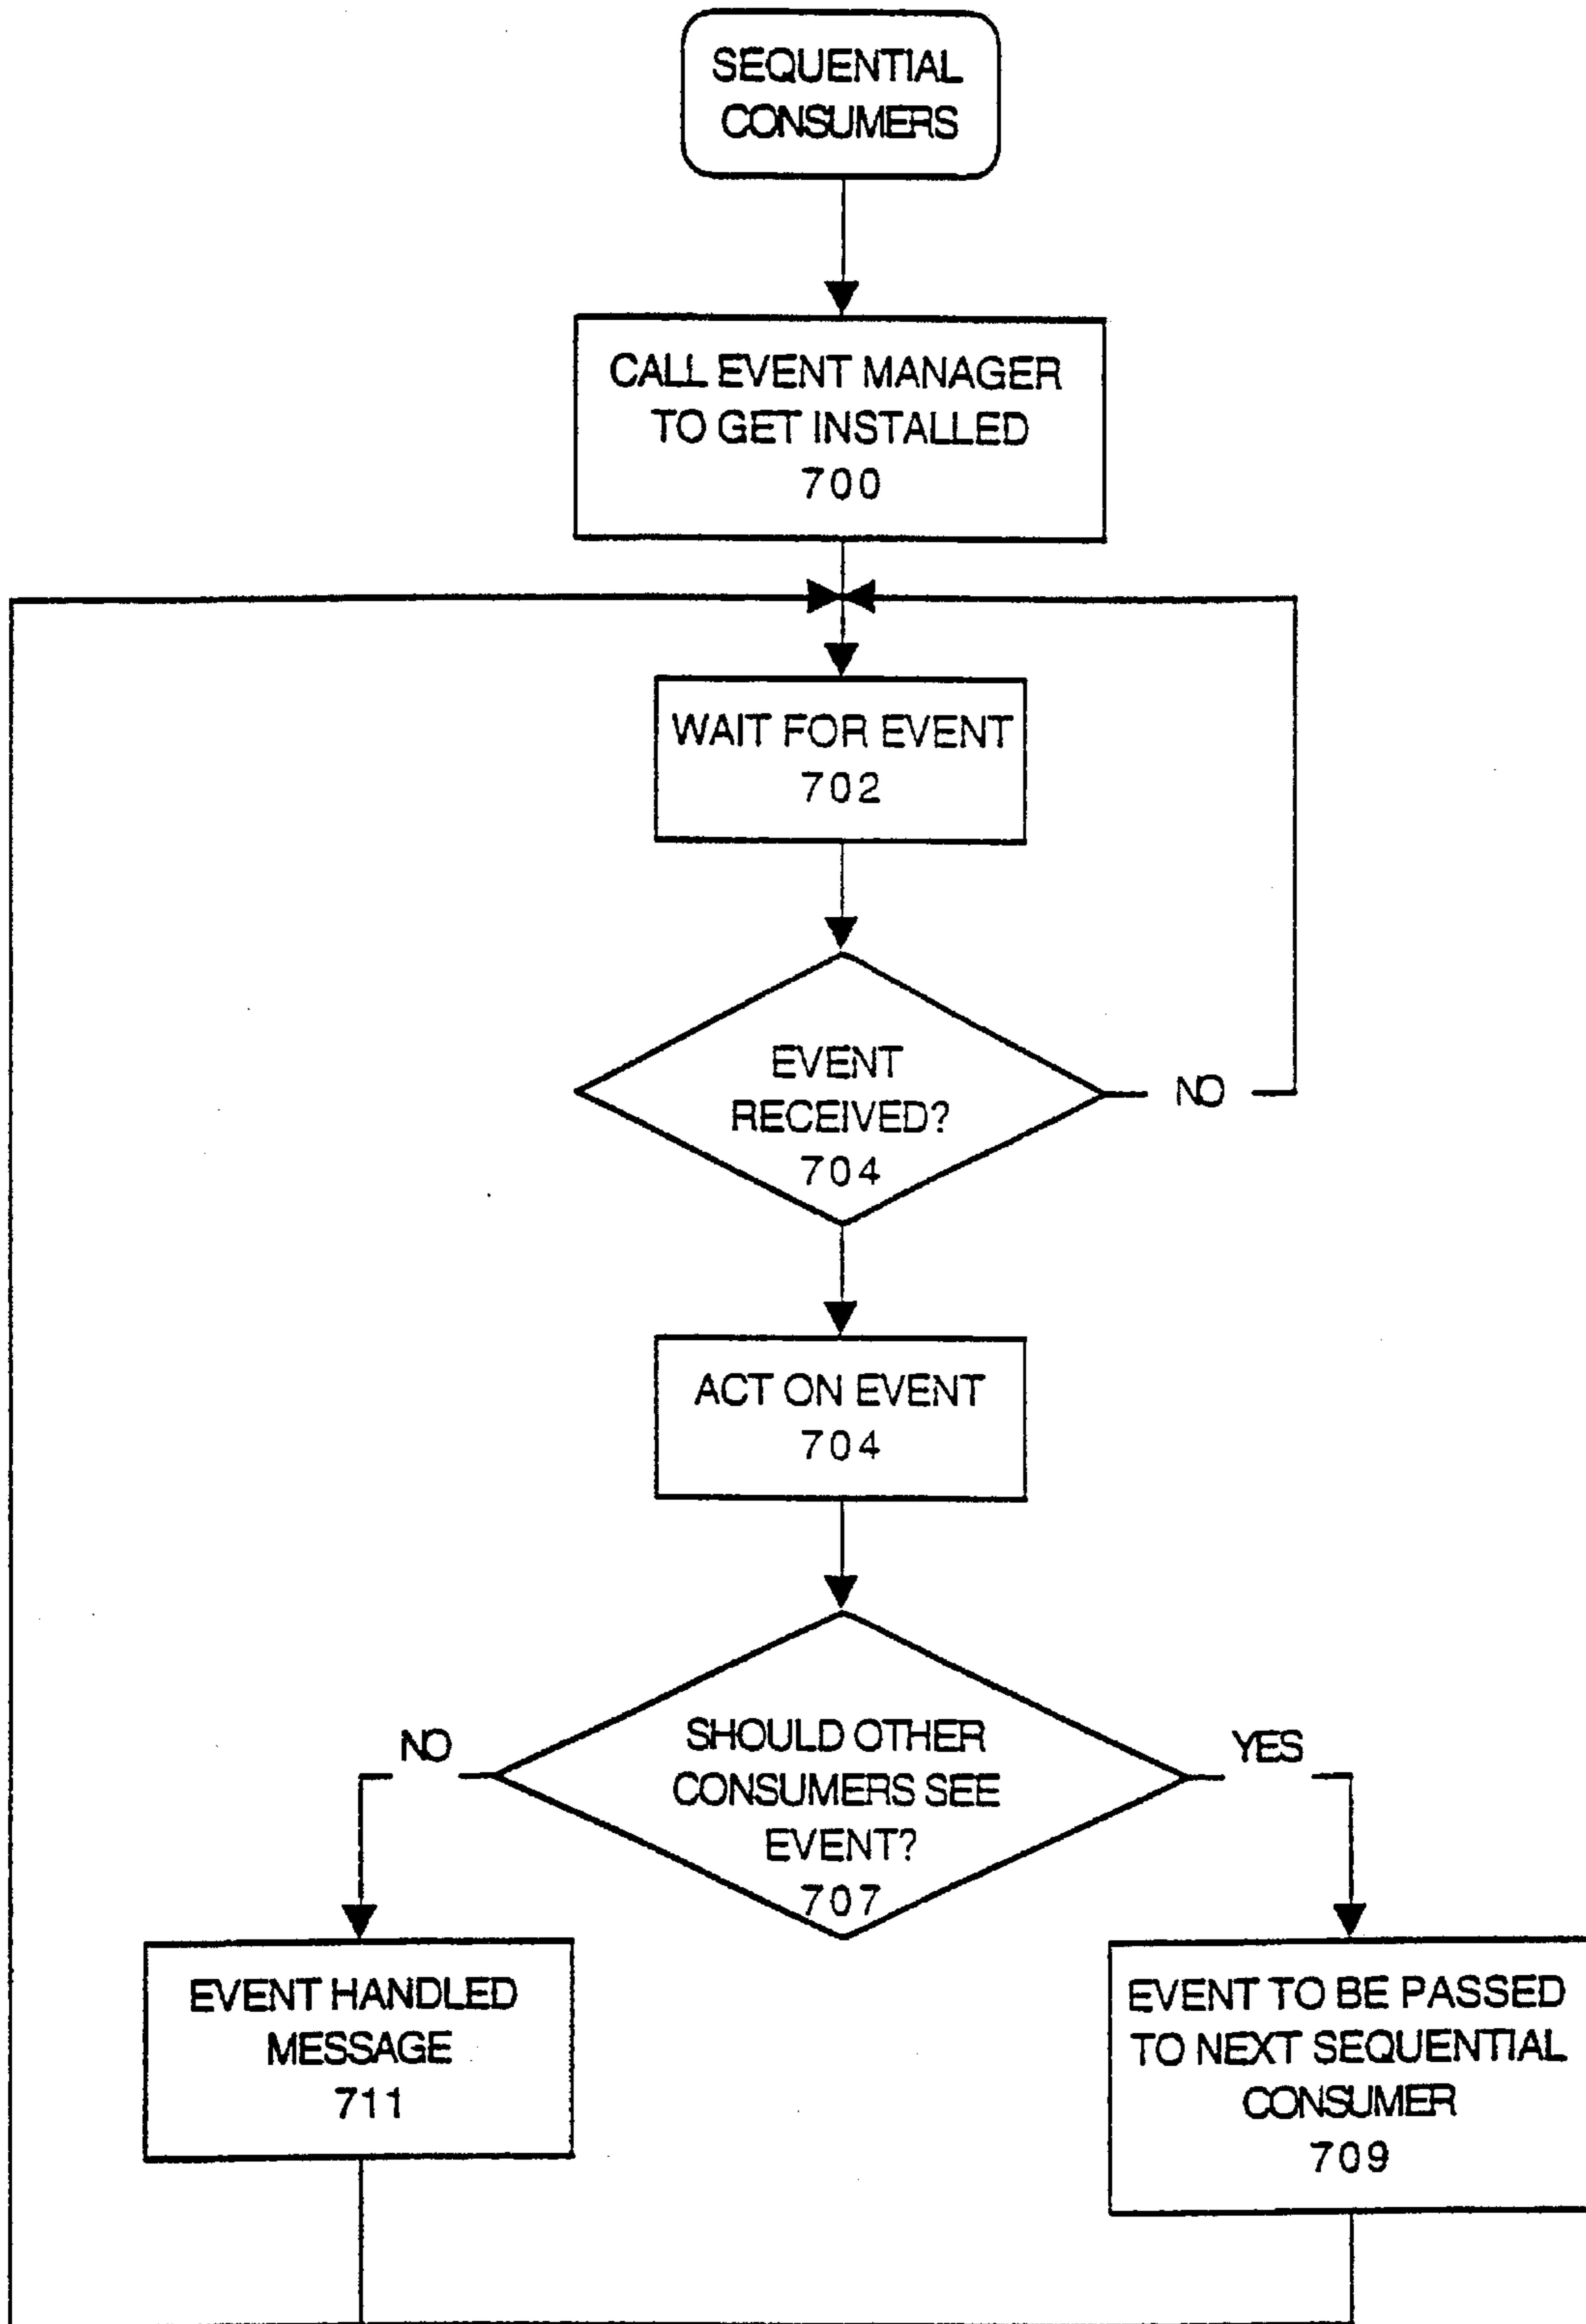 SEQUENTIAL
CONSUMERS
CALL EVENT MANAGER
TO GET INSTALLED
700
WAIT FOR EVENT
702
EVENT
RECEIVED?
704
NO
ACT ON EVENT
704
SHOULD OTHER
CONSUMERS SEE
EVENT?
707
NO
YES
EVENT HANDLED
MESSAGE
711
EVENT TO BE PASSED
TO NEXT SEQUENTIAL
CONSUMER
709